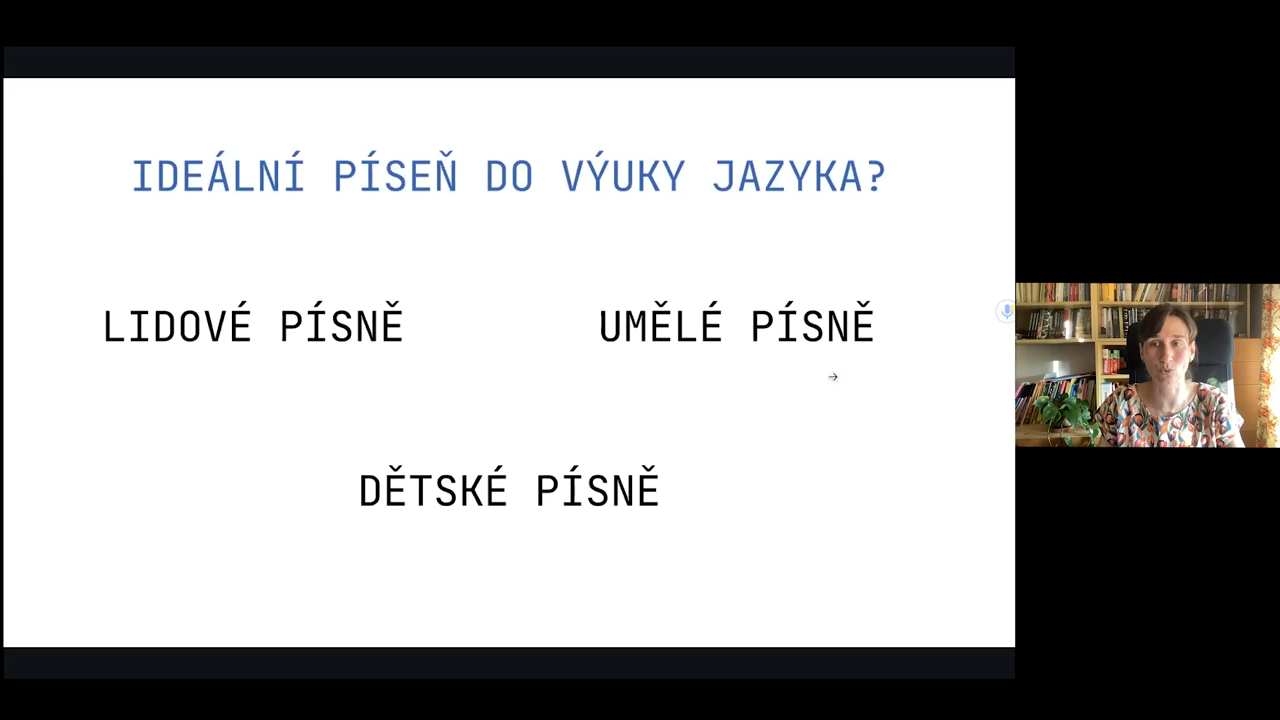 IDEÁLNÍ PÍSEŇ DO VÝUKY JAZYKA?
LIDOVÉ PÍSNĚ
UMĚLÉ PÍSNĚ
DĚTSKÉ PÍSNĚ